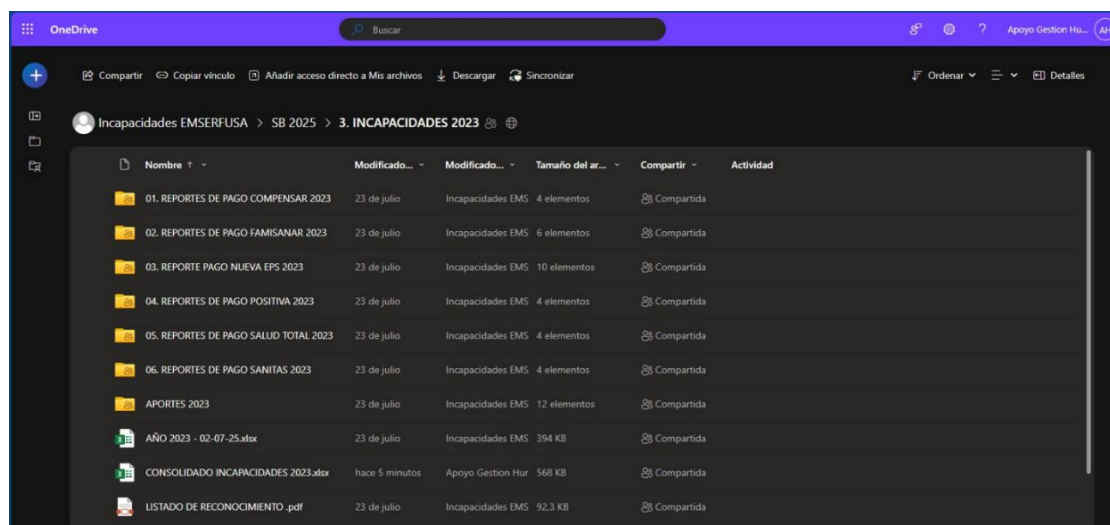 OneDrive
Buscar
Apoyo Gestion Hu...
AH
Compartir Copiar vínculo Añadir acceso directo a Mis archivos Descargar Sincronizar Ordenar Detalles
Incapacidades EMSERFUSA > SB 2025 > 3. INCAPACIDADES 2023
Nombre Modificado... Modificado... Tamaño del ar... Compartir Actividad
01. REPORTES DE PAGO COMPENSAR 2023 23 de julio Incapacidades EMS 4 elementos Compartida
02. REPORTES DE PAGO FAMISANAR 2023 23 de julio Incapacidades EMS 6 elementos Compartida
03. REPORTE PAGO NUEVA EPS 2023 23 de julio Incapacidades EMS 10 elementos Compartida
04. REPORTES DE PAGO POSITIVA 2023 23 de julio Incapacidades EMS 4 elementos Compartida
05. REPORTES DE PAGO SALUD TOTAL 2023 23 de julio Incapacidades EMS 4 elementos Compartida
06. REPORTES DE PAGO SANITAS 2023 23 de julio Incapacidades EMS 4 elementos Compartida
APORTES 2023 23 de julio Incapacidades EMS 12 elementos Compartida
AÑO 2023 - 02-07-25.xlsx 23 de julio Incapacidades EMS 394 KB Compartida
CONSOLIDADO INCAPACIDADES 2023.xlsx hace 5 minutos Apoyo Gestion Hur 568 KB Compartida
LISTADO DE RECONOCIMIENTO .pdf 23 de julio Incapacidades EMS 92.3 KB Compartida